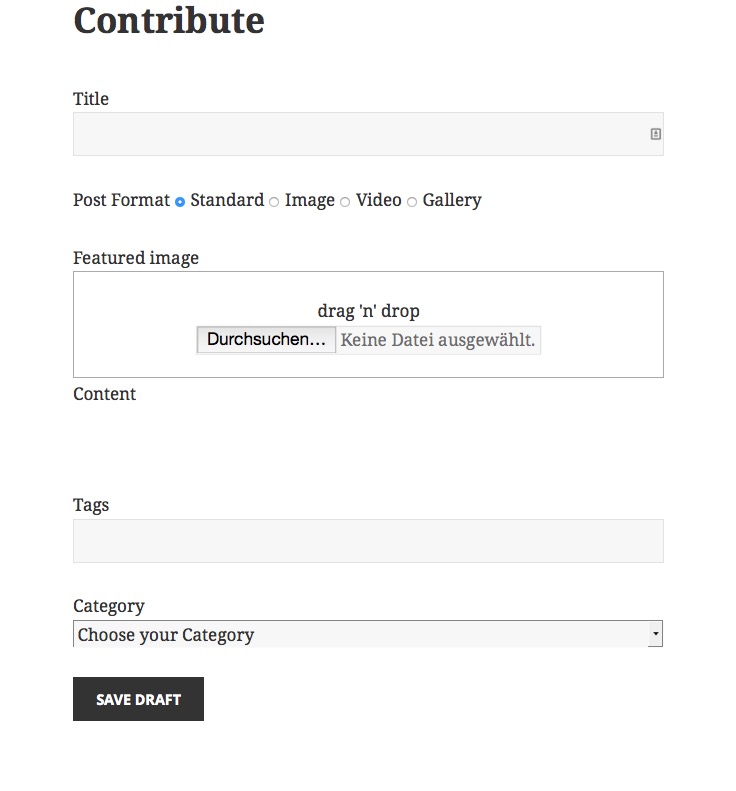 Contribute
Title
Post Format Standard Image Video Gallery
Featured image
drag 'n' drop
Durchsuchen... Keine Datei ausgewählt.
Content
Tags
Category
Choose your Category
SAVE DRAFT